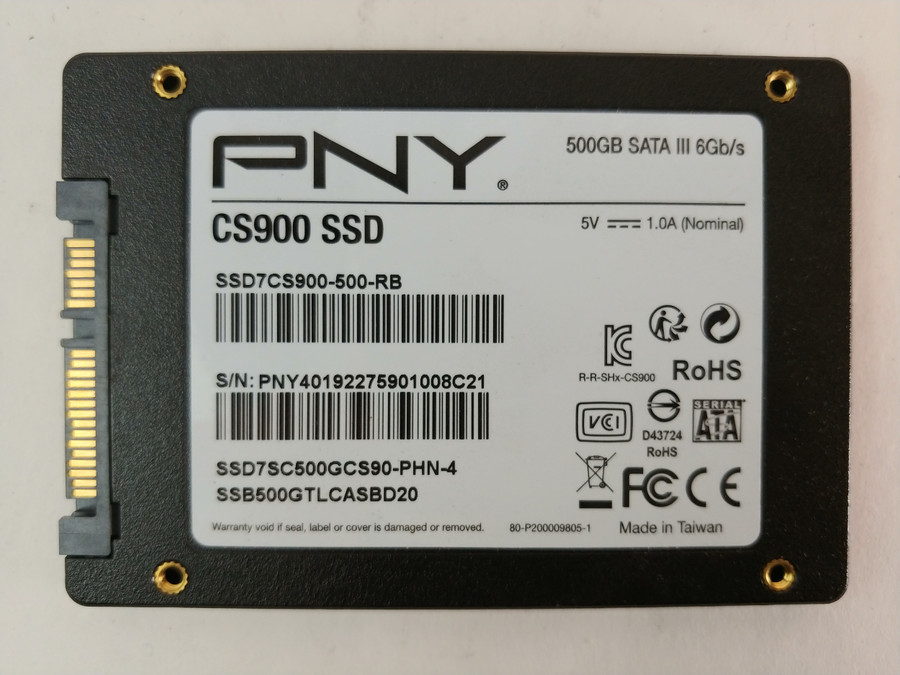 PNY®
500GB SATA III 6Gb/s
CS900 SSD
5V 1.0A (Nominal)
SSD7CS900-500-RB
S/N: PNY40192275901008C21
R-R-SHx-CS900
RoHS
VCI
D43724
RoHS
SERIAL
ATA
SSD7SC500GCS90-PHN-4
SSB500GTLCASBD20
FC CE
Warranty void if seal, label or cover is damaged or removed.
80-P200009805-1
Made in Taiwan